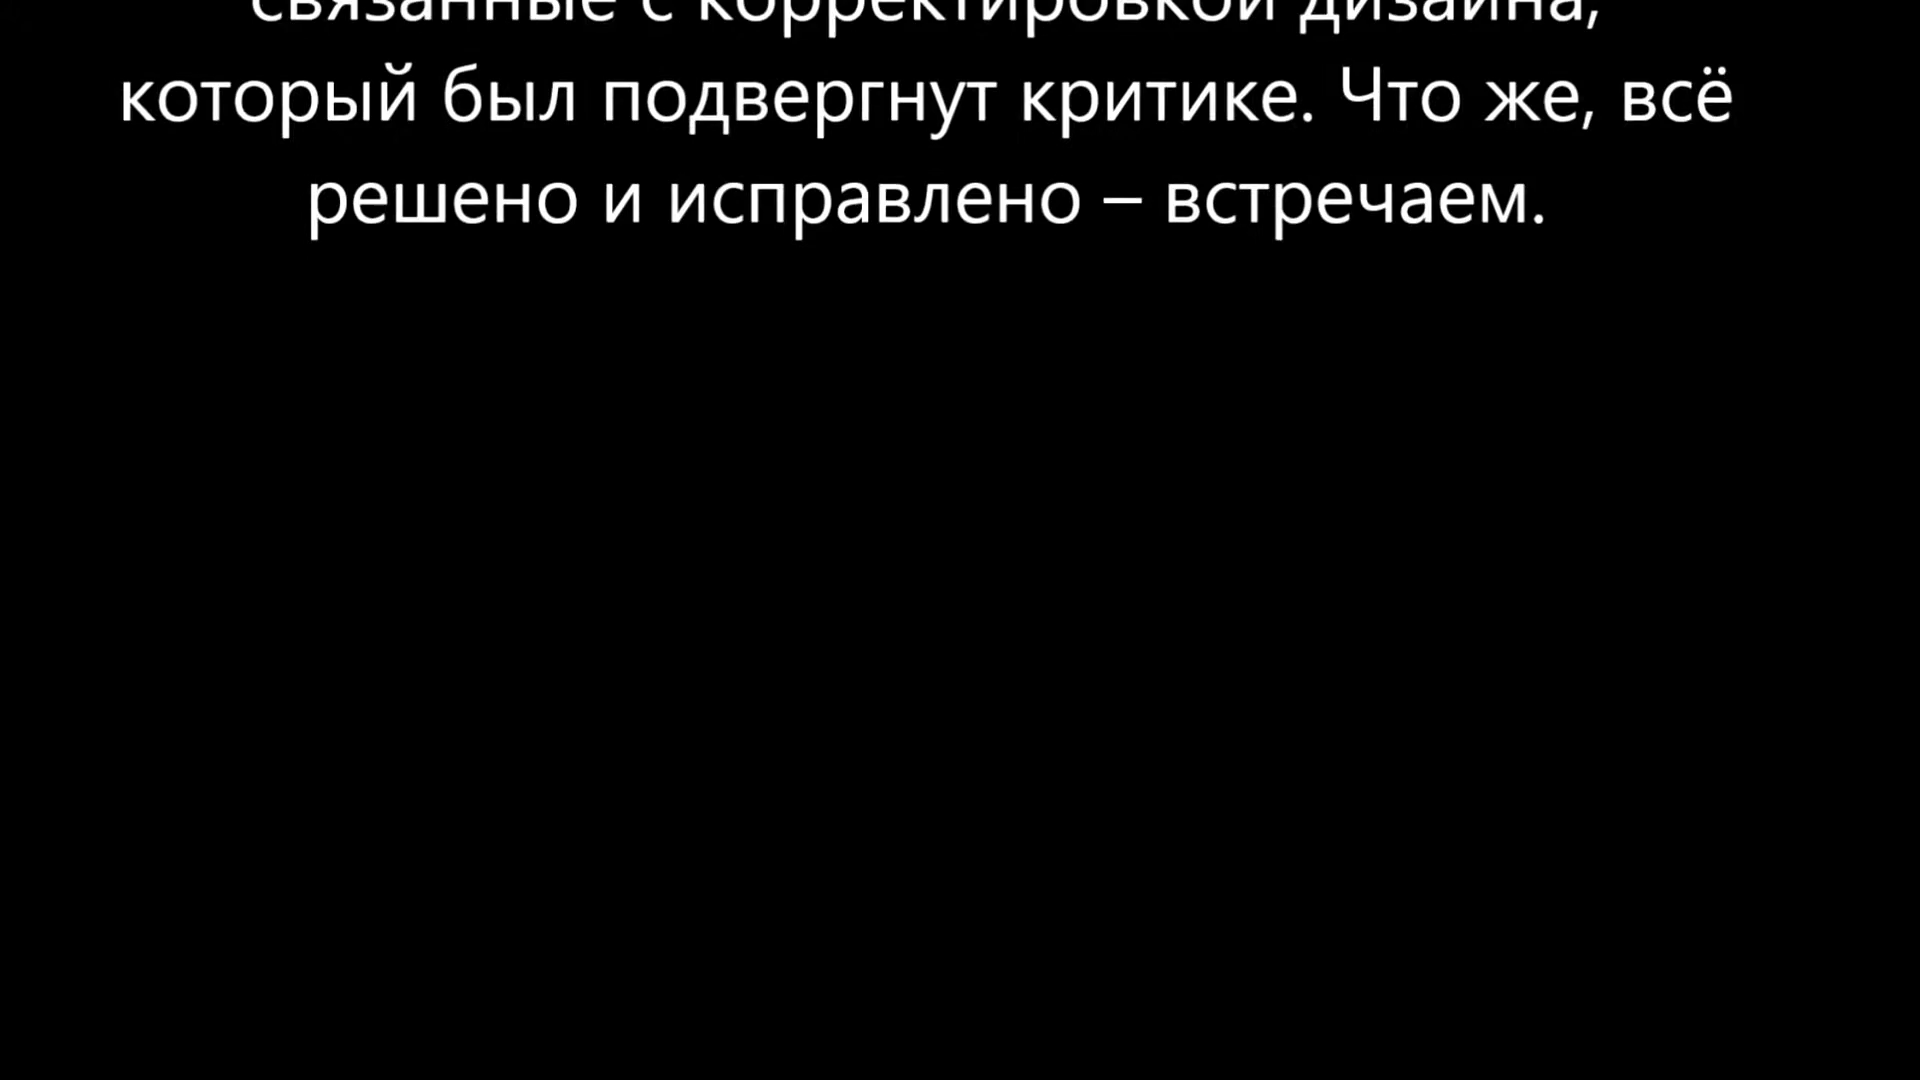 связанные с корректировкой дизайна,
который был подвергнут критике. Что же, всё
решено и исправлено – встречаем.